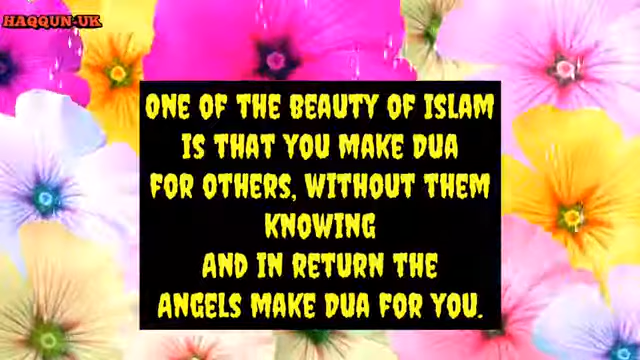 HAQQUN-UK
ONE OF THE BEAUTY OF ISLAM
IS THAT YOU MAKE DUA
FOR OTHERS, WITHOUT THEM
KNOWING
AND IN RETURN THE
ANGELS MAKE DUA FOR YOU.